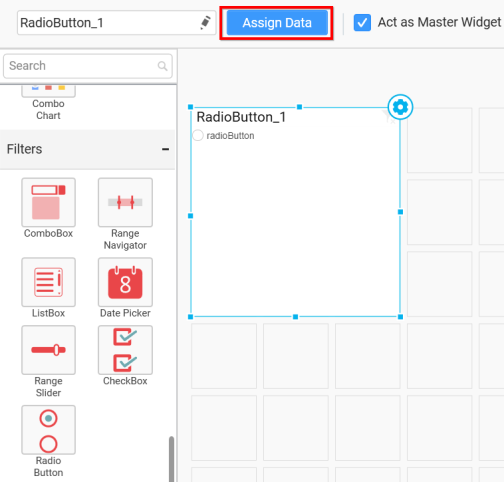 RadioButton_1
Assign Data
Act as Master Widget
Search
Combo
Chart
Filters
RadioButton_1
radioButton
ComboBox
Range
Navigator
ListBox
8
Date Picker
Range
Slider
CheckBox
Radio
Button